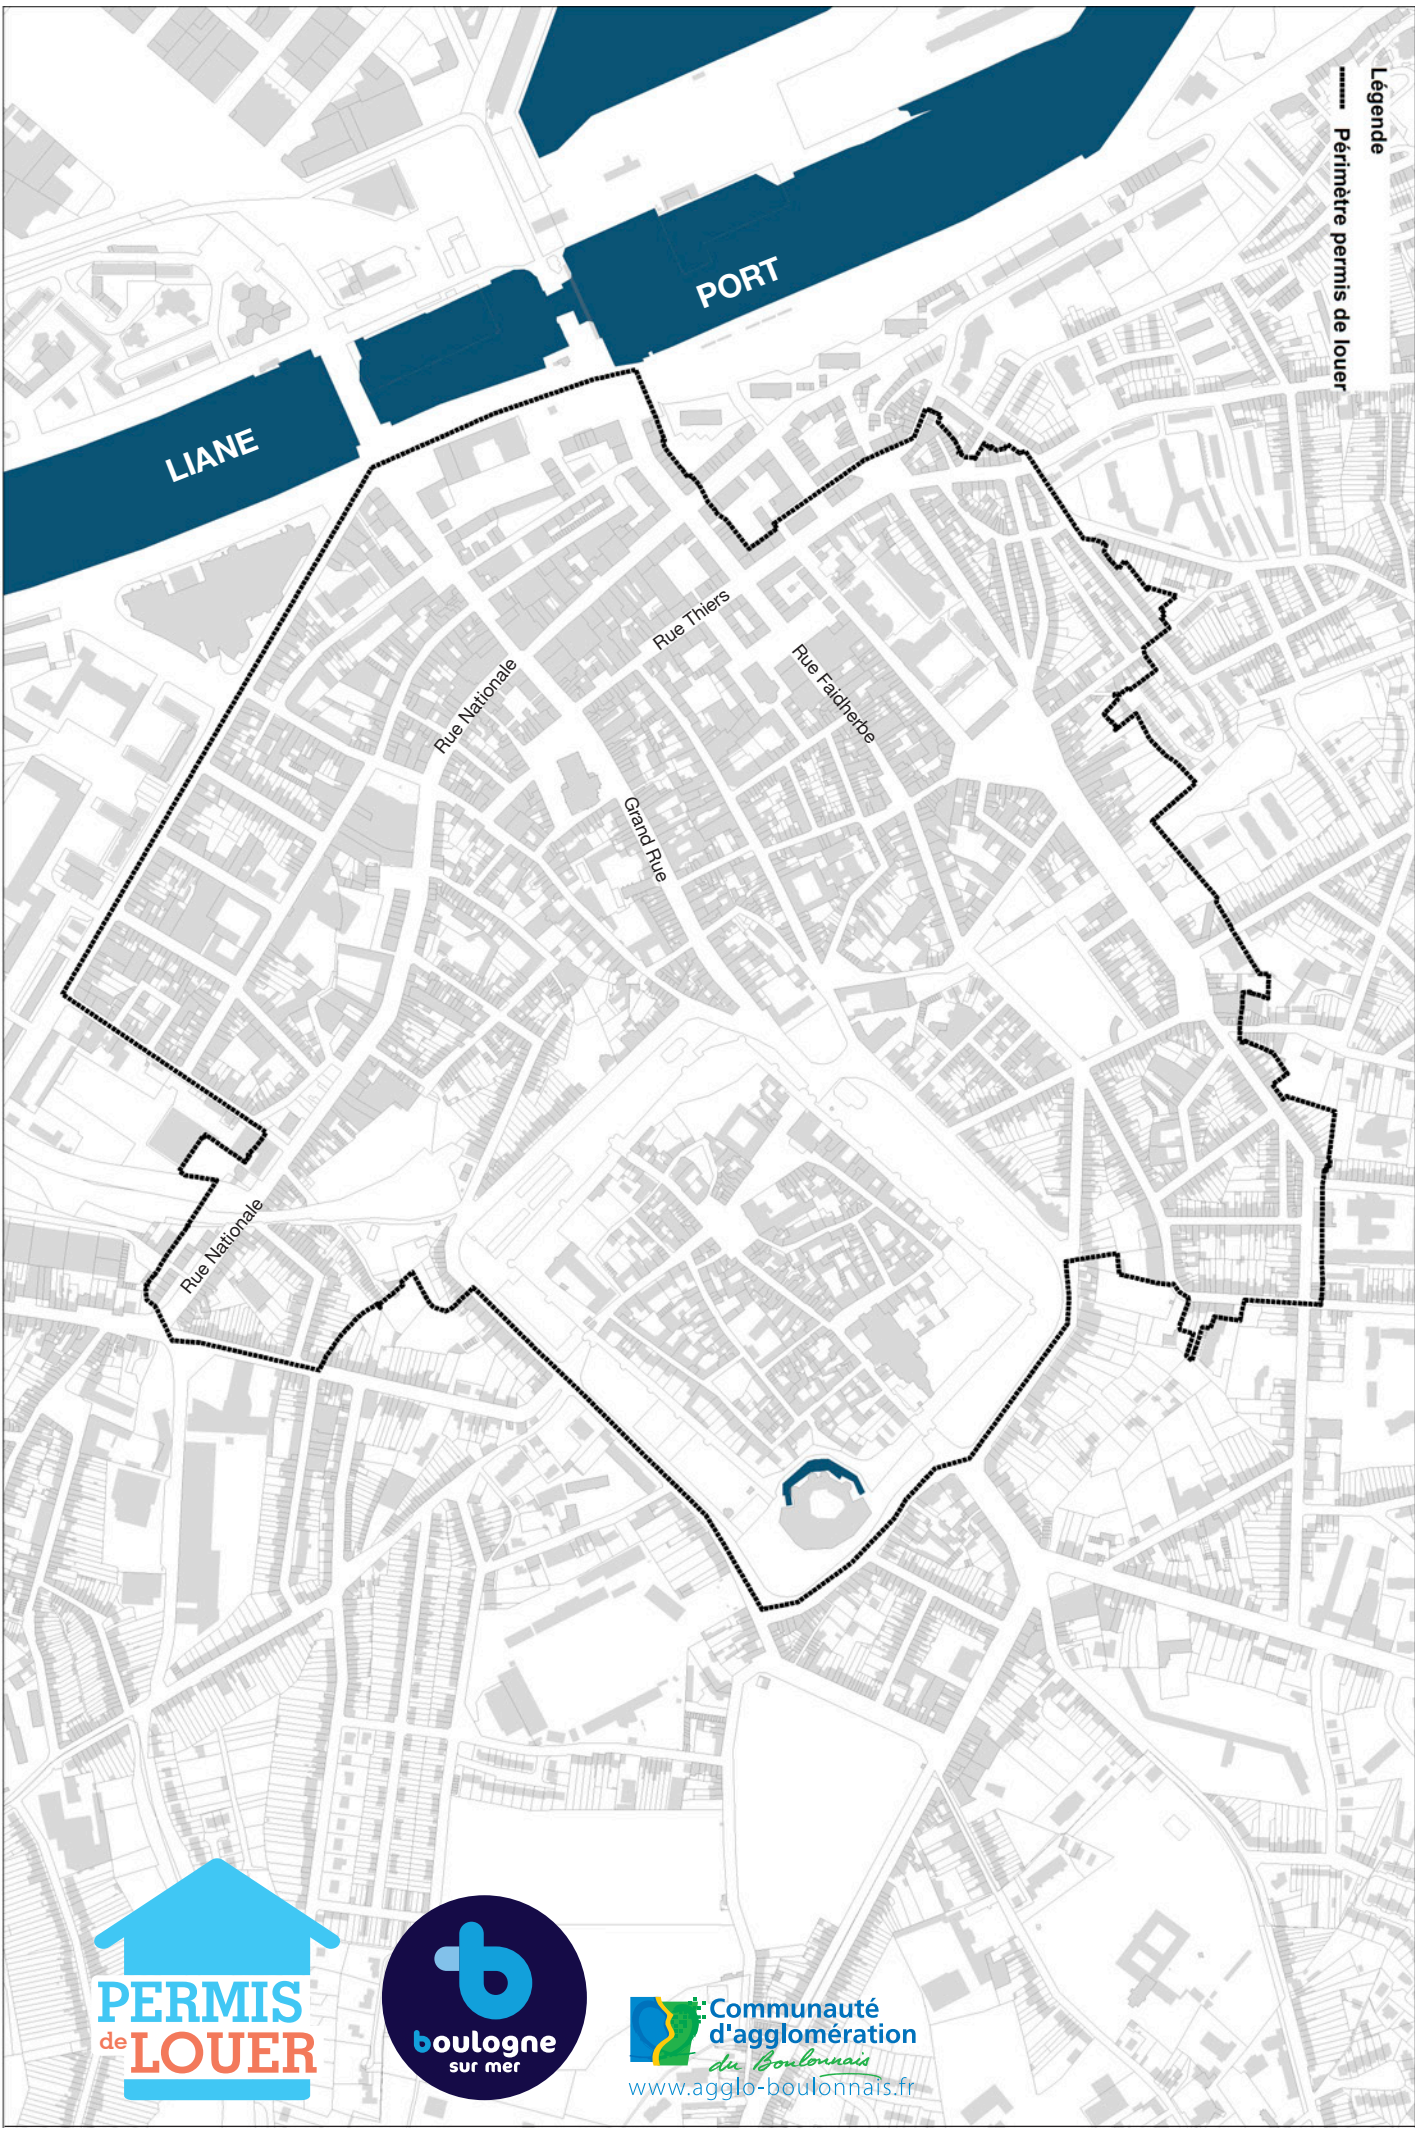 Légende
Périmètre permis de louer
PORT
LIANE
Rue Thiers
Rue Faidherbe
Rue Nationale
Grand Rue
Rue Nationale
PERMIS
de LOUER
boulogne
sur mer
Communauté
d'agglomération
du Boulonnais
www.agglo-boulonnais.fr